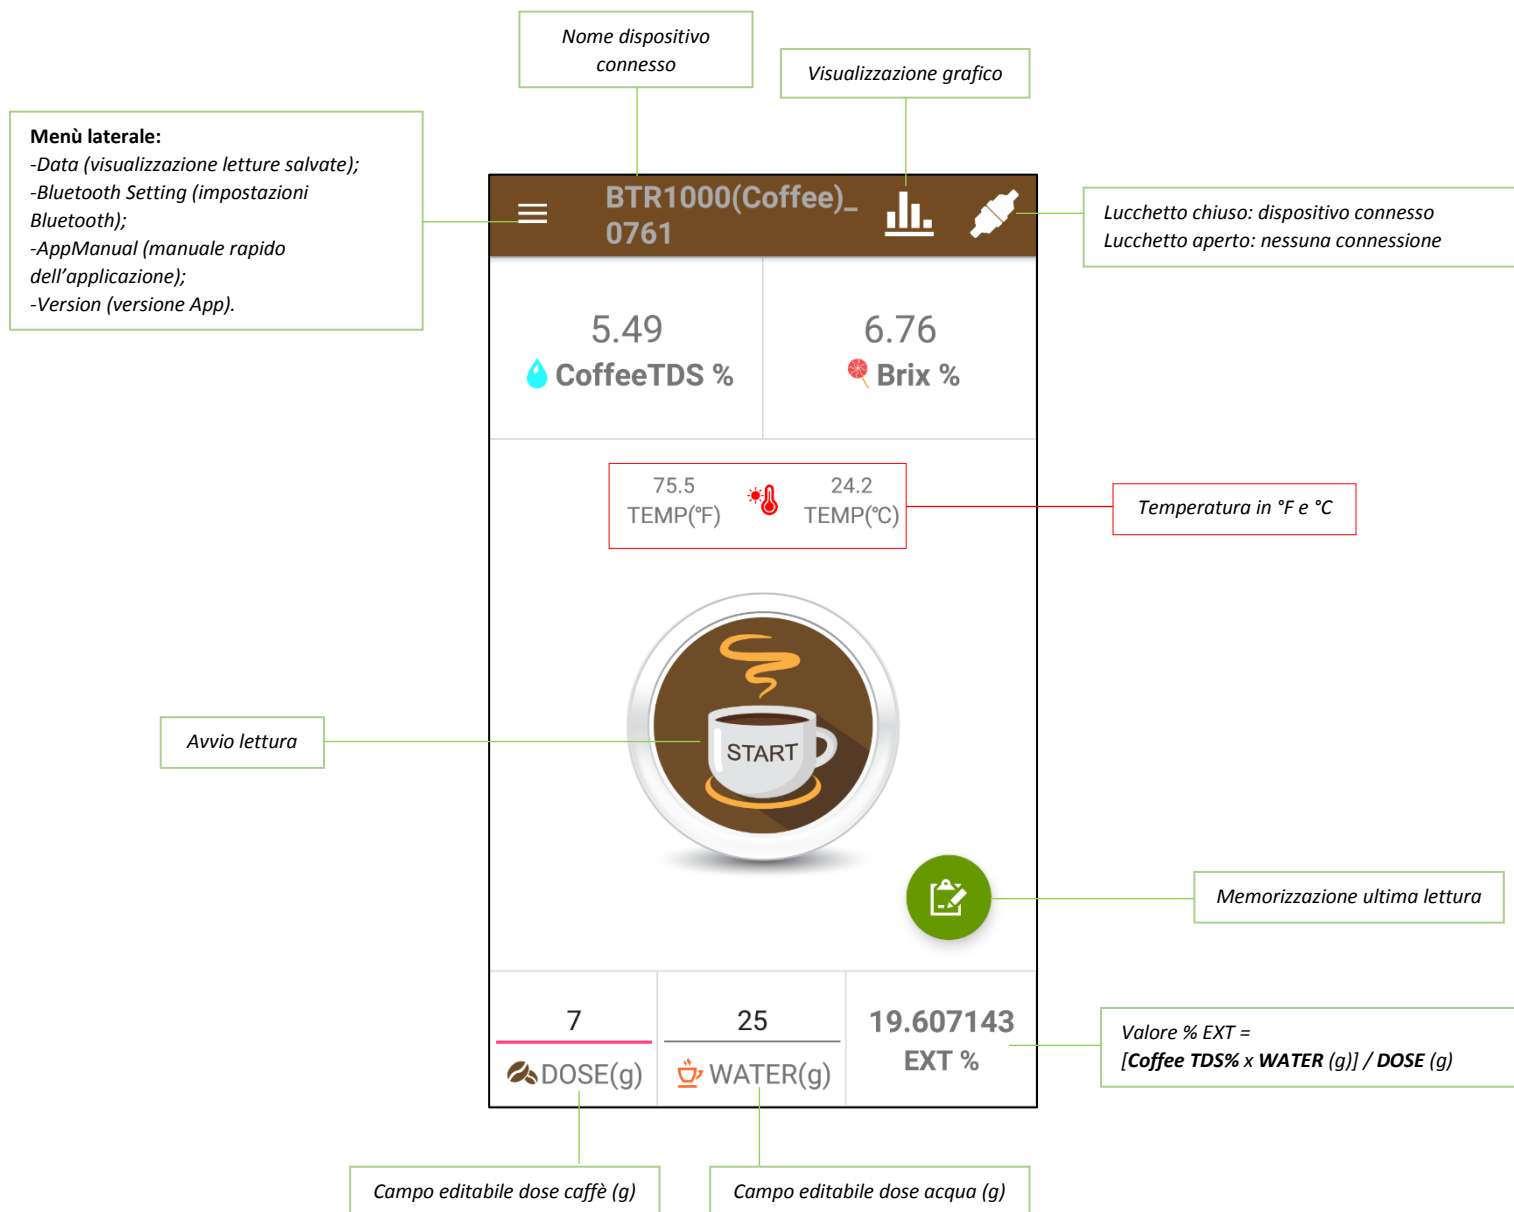 Nome dispositivo
connesso
Visualizzazione grafico
Menù laterale:
-Data (visualizzazione letture salvate);
-Bluetooth Setting (impostazioni
Bluetooth);
-AppManual (manuale rapido
dell’applicazione);
-Version (versione App).
BTR1000(Coffee)_
0761
Lucchetto chiuso: dispositivo connesso
Lucchetto aperto: nessuna connessione
5.49
CoffeeTDS %
6.76
Brix %
75.5
TEMP(°F)
24.2
TEMP(°C)
Temperatura in °F e °C
Avvio lettura
START
Memorizzazione ultima lettura
7
DOSE(g)
25
WATER(g)
19.607143
EXT %
Valore % EXT =
[Coffee TDS% x WATER (g)] / DOSE (g)
Campo editabile dose caffè (g)
Campo editabile dose acqua (g)